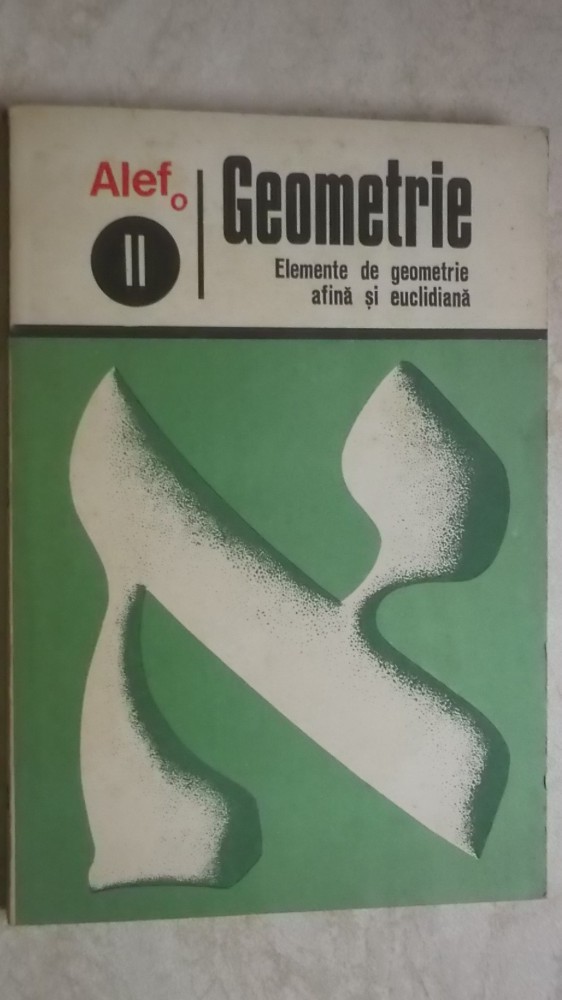 Alef₀
II
Geometrie
Elemente de geometrie
afină și euclidiană
א